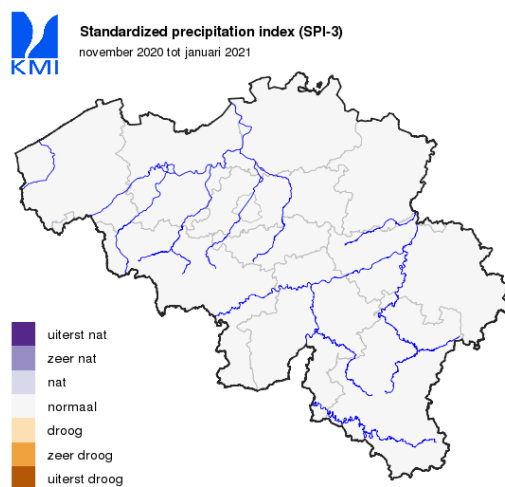 Standardized precipitation index (SPI-3)
november 2020 tot januari 2021
KMI
uiterst nat
zeer nat
nat
normaal
droog
zeer droog
uiterst droog